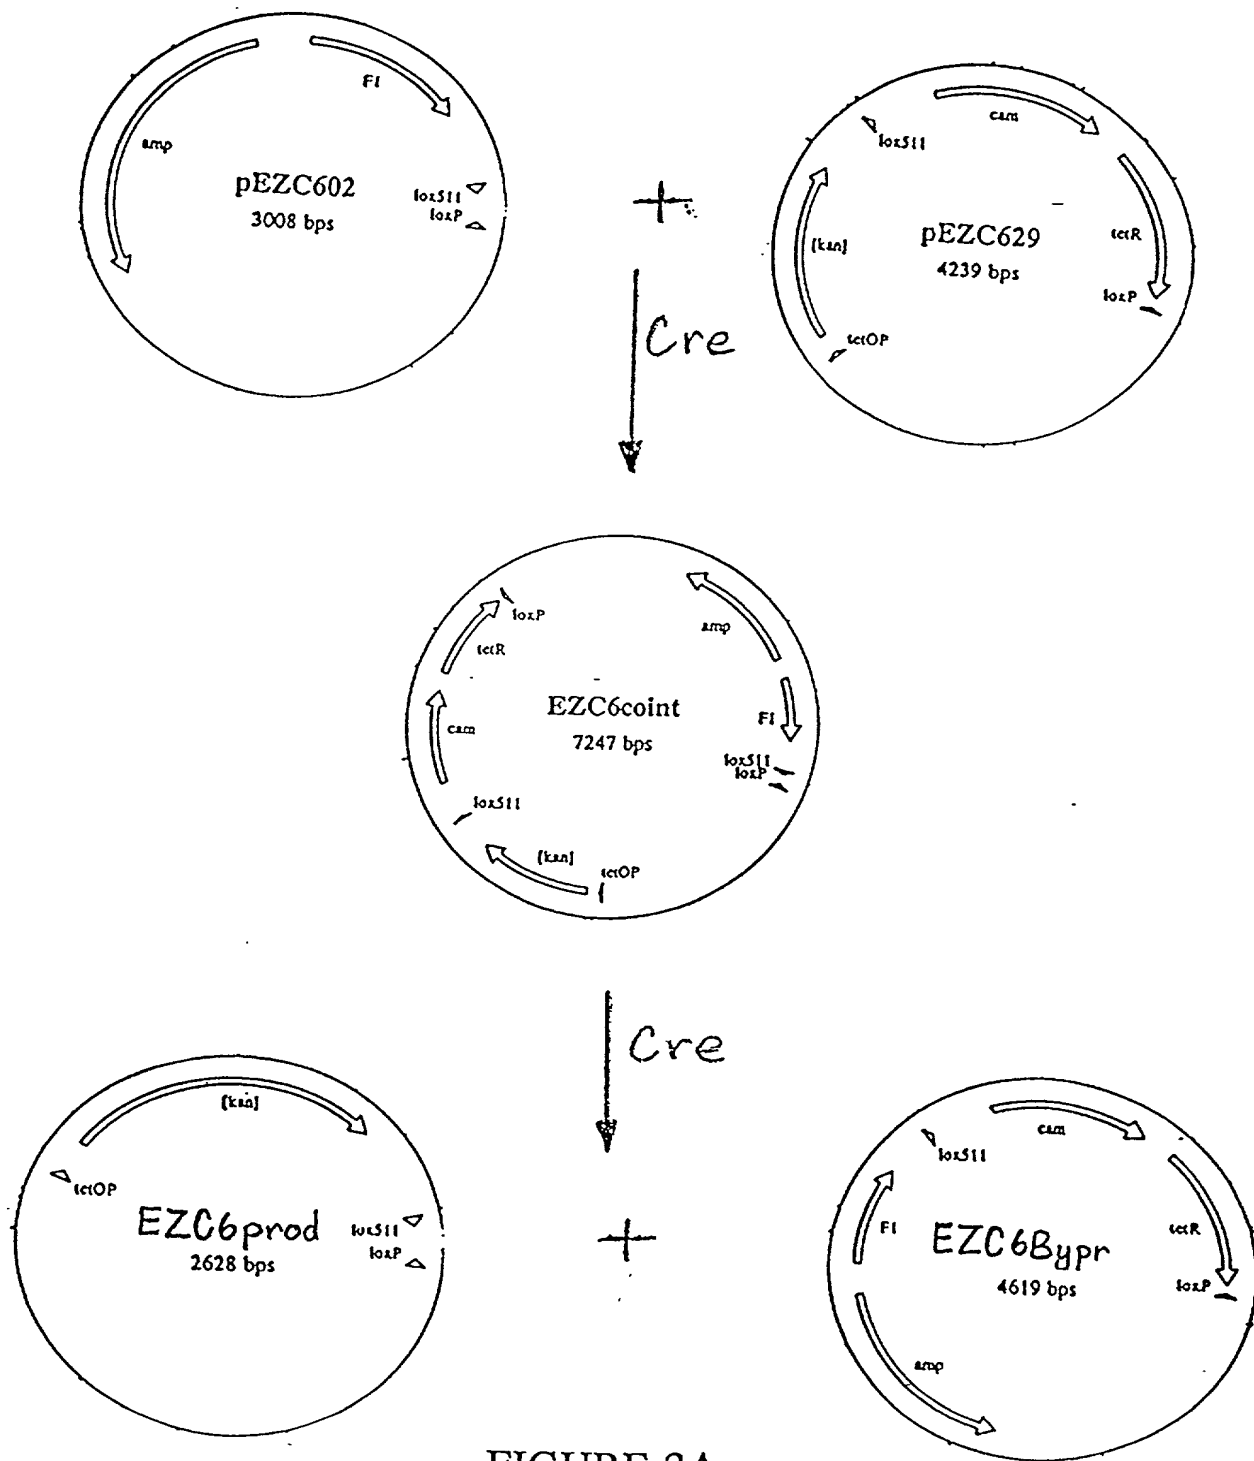 F1
amp
pEZC602
3008 bps
lox511
loxP
+
cam
lox511
[kan]
pEZC629
4239 bps
tetR
loxP
tetOP
Cre
loxP
tetR
amp
EZC6coint
7247 bps
F1
cam
lox511
loxP
lox511
[kan]
tetOP
Cre
[kan]
tetOP
EZC6prod
2628 bps
lox511
loxP
+
cam
lox511
F1
EZC6Bypr
4619 bps
tetR
loxP
amp